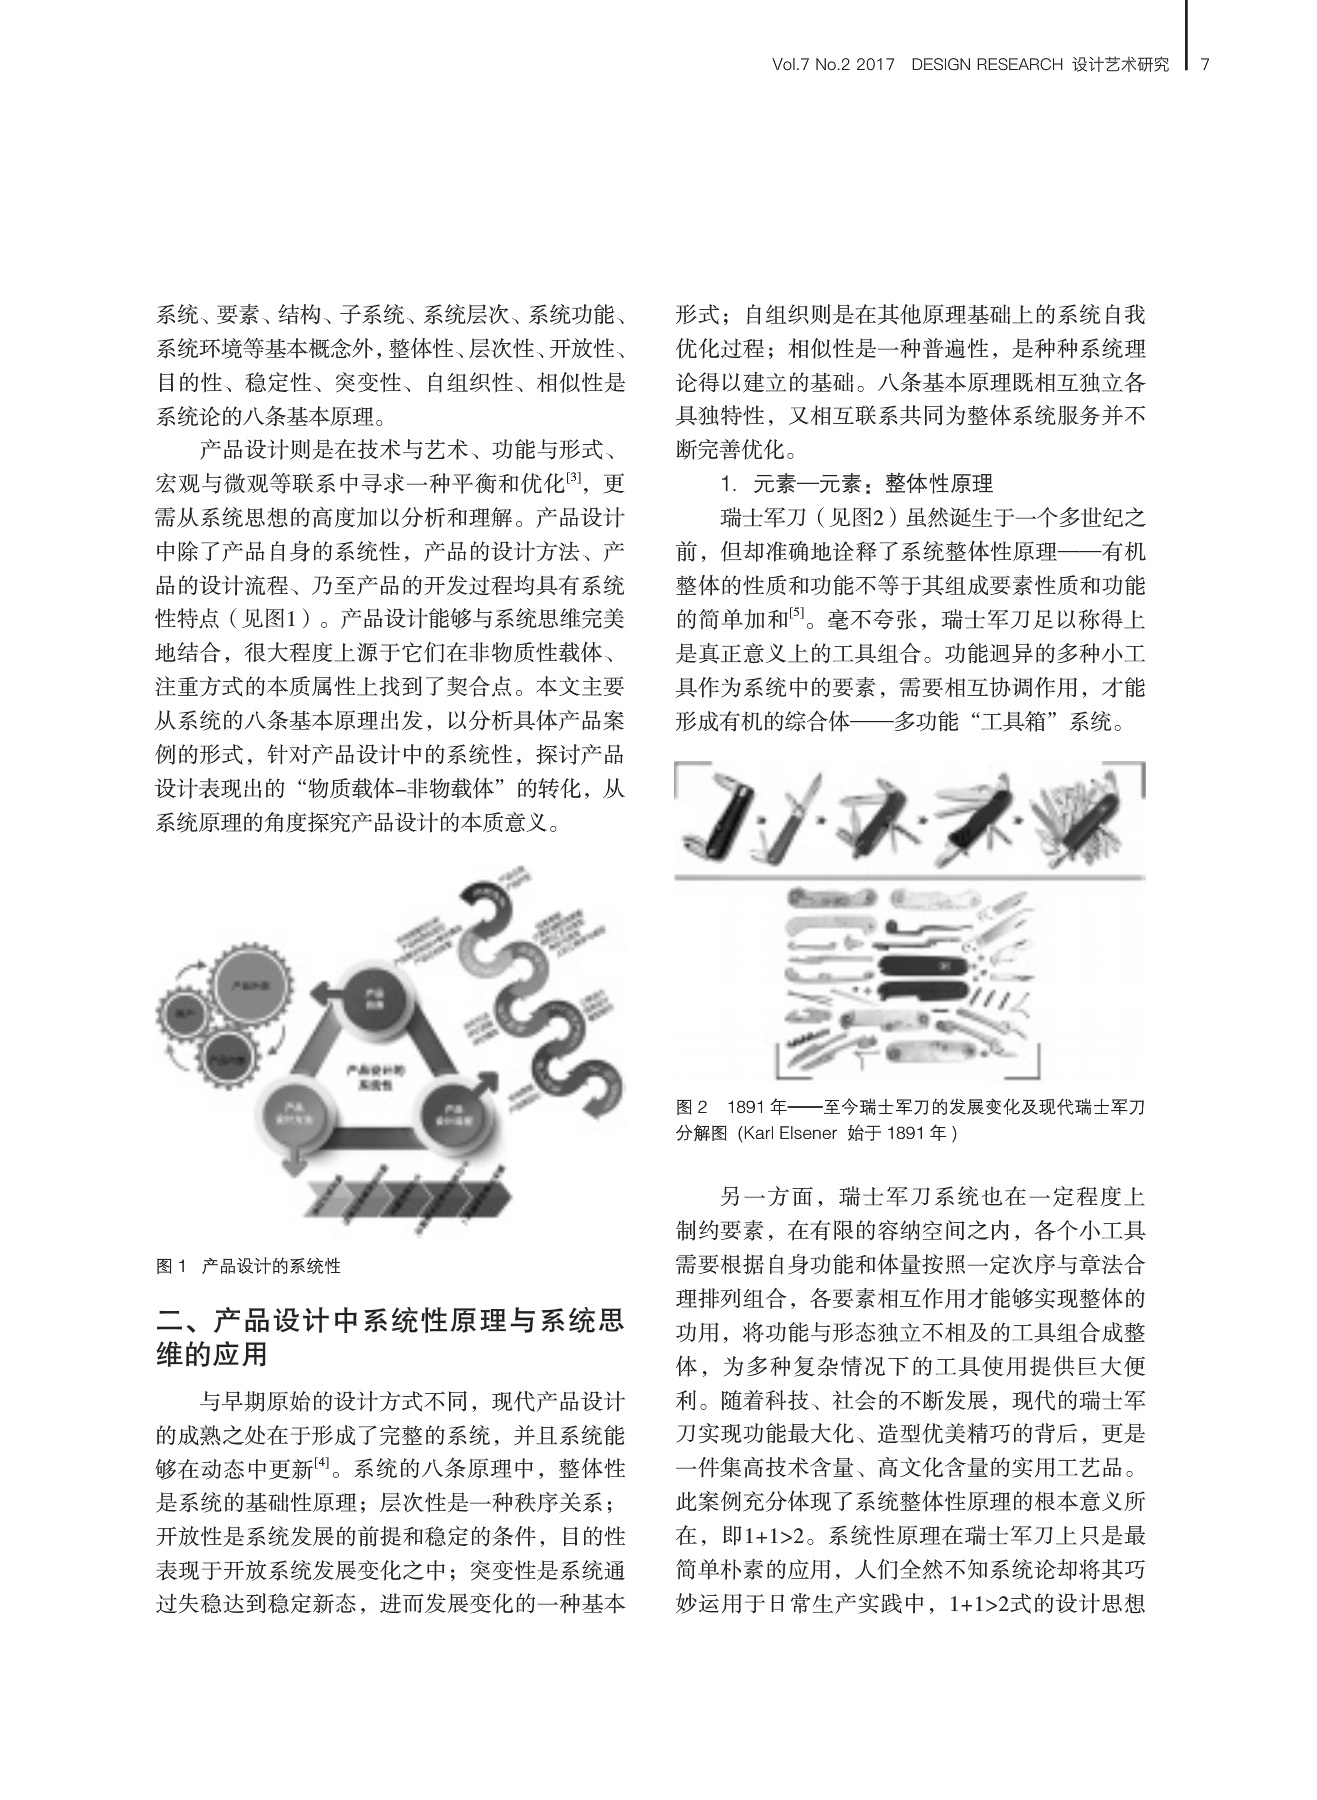 Vol.7 No.2 2017 DESIGN RESEARCH 设计艺术研究 7
系统、要素、结构、子系统、系统层次、系统功能、
系统环境等基本概念外，整体性、层次性、开放性、
目的性、稳定性、突变性、自组织性、相似性是
系统论的八条基本原理。
产品设计则是在技术与艺术、功能与形式、
宏观与微观等联系中寻求一种平衡和优化[3]，更
需从系统思想的高度加以分析和理解。产品设计
中除了产品自身的系统性，产品的设计方法、产
品的设计流程、乃至产品的开发过程均具有系统
性特点（见图1）。产品设计能够与系统思维完美
地结合，很大程度上源于它们在非物质性载体、
注重方式的本质属性上找到了契合点。本文主要
从系统的八条基本原理出发，以分析具体产品案
例的形式，针对产品设计中的系统性，探讨产品
设计表现出的“物质载体-非物载体”的转化，从
系统原理的角度探究产品设计的本质意义。
产品设计的
系统性
图 1 产品设计的系统性
二、产品设计中系统性原理与系统思
维的应用
与早期原始的设计方式不同，现代产品设计
的成熟之处在于形成了完整的系统，并且系统能
够在动态中更新[4]。系统的八条原理中，整体性
是系统的基础性原理；层次性是一种秩序关系；
开放性是系统发展的前提和稳定的条件，目的性
表现于开放系统发展变化之中；突变性是系统通
过失稳达到稳定新态，进而发展变化的一种基本
形式；自组织则是在其他原理基础上的系统自我
优化过程；相似性是一种普遍性，是种种系统理
论得以建立的基础。八条基本原理既相互独立各
具独特性，又相互联系共同为整体系统服务并不
断完善优化。
1. 元素—元素：整体性原理
瑞士军刀（见图2）虽然诞生于一个多世纪之
前，但却准确地诠释了系统整体性原理——有机
整体的性质和功能不等于其组成要素性质和功能
的简单加和[5]。毫不夸张，瑞士军刀足以称得上
是真正意义上的工具组合。功能迥异的多种小工
具作为系统中的要素，需要相互协调作用，才能
形成有机的综合体——多功能“工具箱”系统。
图 2 1891 年——至今瑞士军刀的发展变化及现代瑞士军刀
分解图 (Karl Elsener 始于 1891 年 )
另一方面，瑞士军刀系统也在一定程度上
制约要素，在有限的容纳空间之内，各个小工具
需要根据自身功能和体量按照一定次序与章法合
理排列组合，各要素相互作用才能够实现整体的
功用，将功能与形态独立不相及的工具组合成整
体，为多种复杂情况下的工具使用提供巨大便
利。随着科技、社会的不断发展，现代的瑞士军
刀实现功能最大化、造型优美精巧的背后，更是
一件集高技术含量、高文化含量的实用工艺品。
此案例充分体现了系统整体性原理的根本意义所
在，即1+1>2。系统性原理在瑞士军刀上只是最
简单朴素的应用，人们全然不知系统论却将其巧
妙运用于日常生产实践中，1+1>2式的设计思想